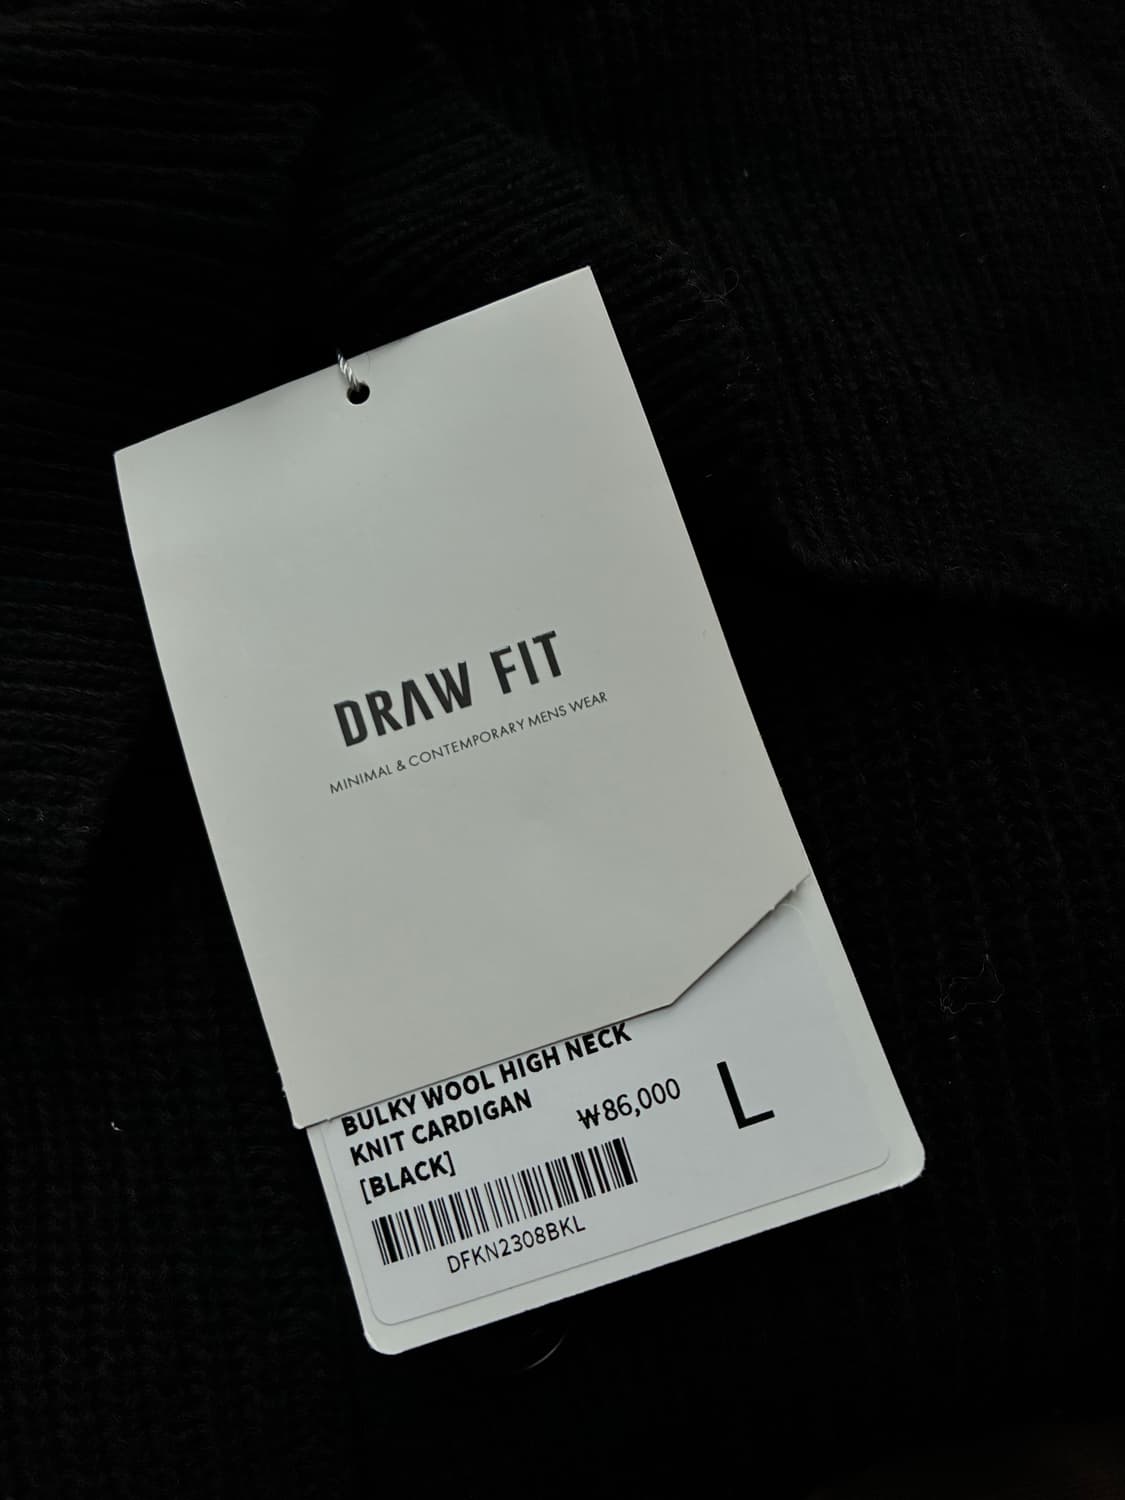 DRAW FIT
MINIMAL & CONTEMPORARY MENS WEAR
BULKY WOOL HIGH NECK
KNIT CARDIGAN
[BLACK]
₩86,000
L
DFKN2308BKL